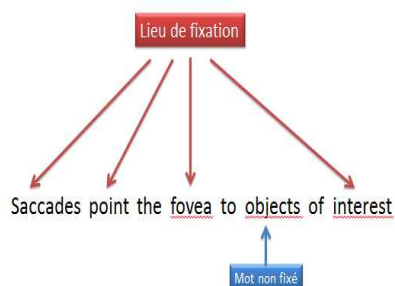 Lieu de fixation
Saccades point the fovea to objects of interest
Mot non fixé